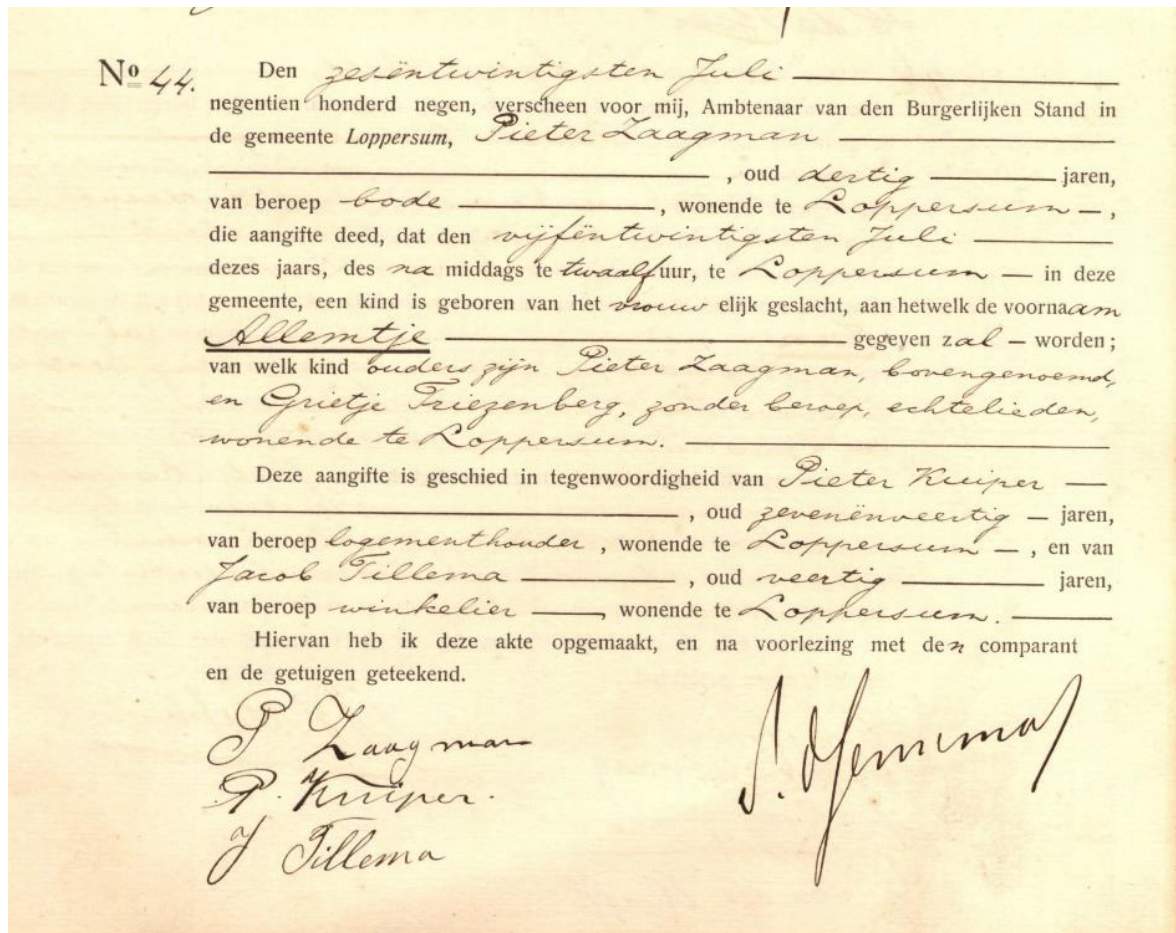 Nº 44. Den zesëntwintigsten Juli
negentien honderd negen, verscheen voor mij, Ambtenaar van den Burgerlijken Stand in
de gemeente Loppersum, Pieter Zaagman
, oud dertig jaren,
van beroep bode , wonende te Loppersum – ,
die aangifte deed, dat den vijfëntwintigsten Juli
dezes jaars, des na middags te twaalf uur, te Loppersum — in deze
gemeente, een kind is geboren van het vrouwelijk geslacht, aan hetwelk de voornaam
Allemtje gegeven zal – worden;
van welk kind ouders zijn Pieter Zaagman, bovengenoemd,
en Grietje Friezenberg, zonder beroep, echtelieden,
wonende te Loppersum.
Deze aangifte is geschied in tegenwoordigheid van Pieter Kuiper —
, oud zevenënveertig – jaren,
van beroep logementhouder , wonende te Loppersum – , en van
Jacob Tillema , oud veertig jaren,
van beroep winkelier , wonende te Loppersum.
Hiervan heb ik deze akte opgemaakt, en na voorlezing met den comparant
en de getuigen geteekend.
P Zaagman
P. Kuiper.
J Tillema